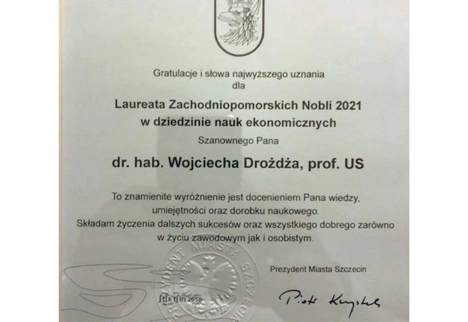 Gratulacje i słowa najwyższego uznania
dla
Laureata Zachodniopomorskich Nobli 2021
w dziedzinie nauk ekonomicznych
Szanownego Pana
dr. hab. Wojciecha Drożdża, prof. US
To znamienite wyróżnienie jest docenieniem Pana wiedzy,
umiejętności oraz dorobku naukowego.
Składam życzenia dalszych sukcesów oraz wszystkiego dobrego zarówno
w życiu zawodowym jak i osobistym.
Prezydent Miasta Szczecin
PREZYDENT MIASTA